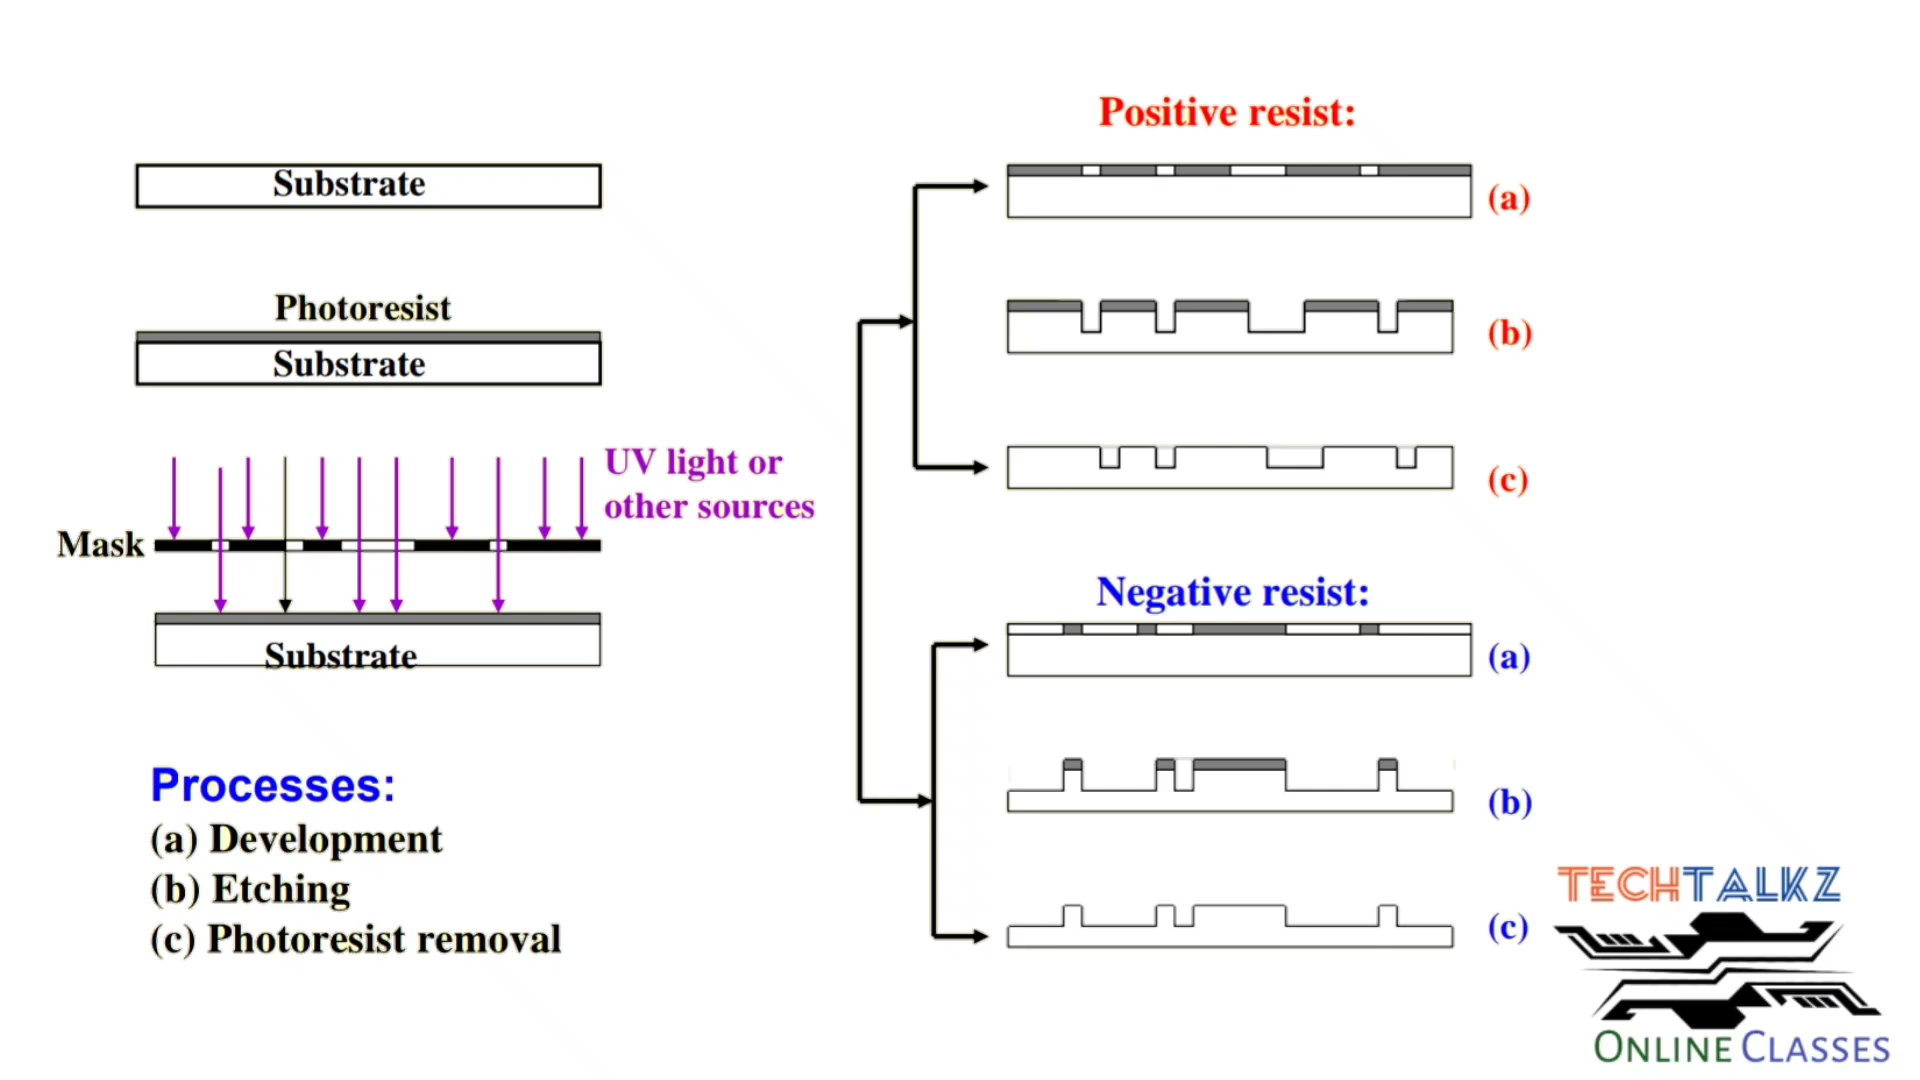 Substrate
Photoresist
Substrate
UV light or
other sources
Mask
Substrate
Processes:
(a) Development
(b) Etching
(c) Photoresist removal
Positive resist:
(a)
(b)
(c)
Negative resist:
(a)
(b)
(c)
TECHTALKZ
ONLINE CLASSES